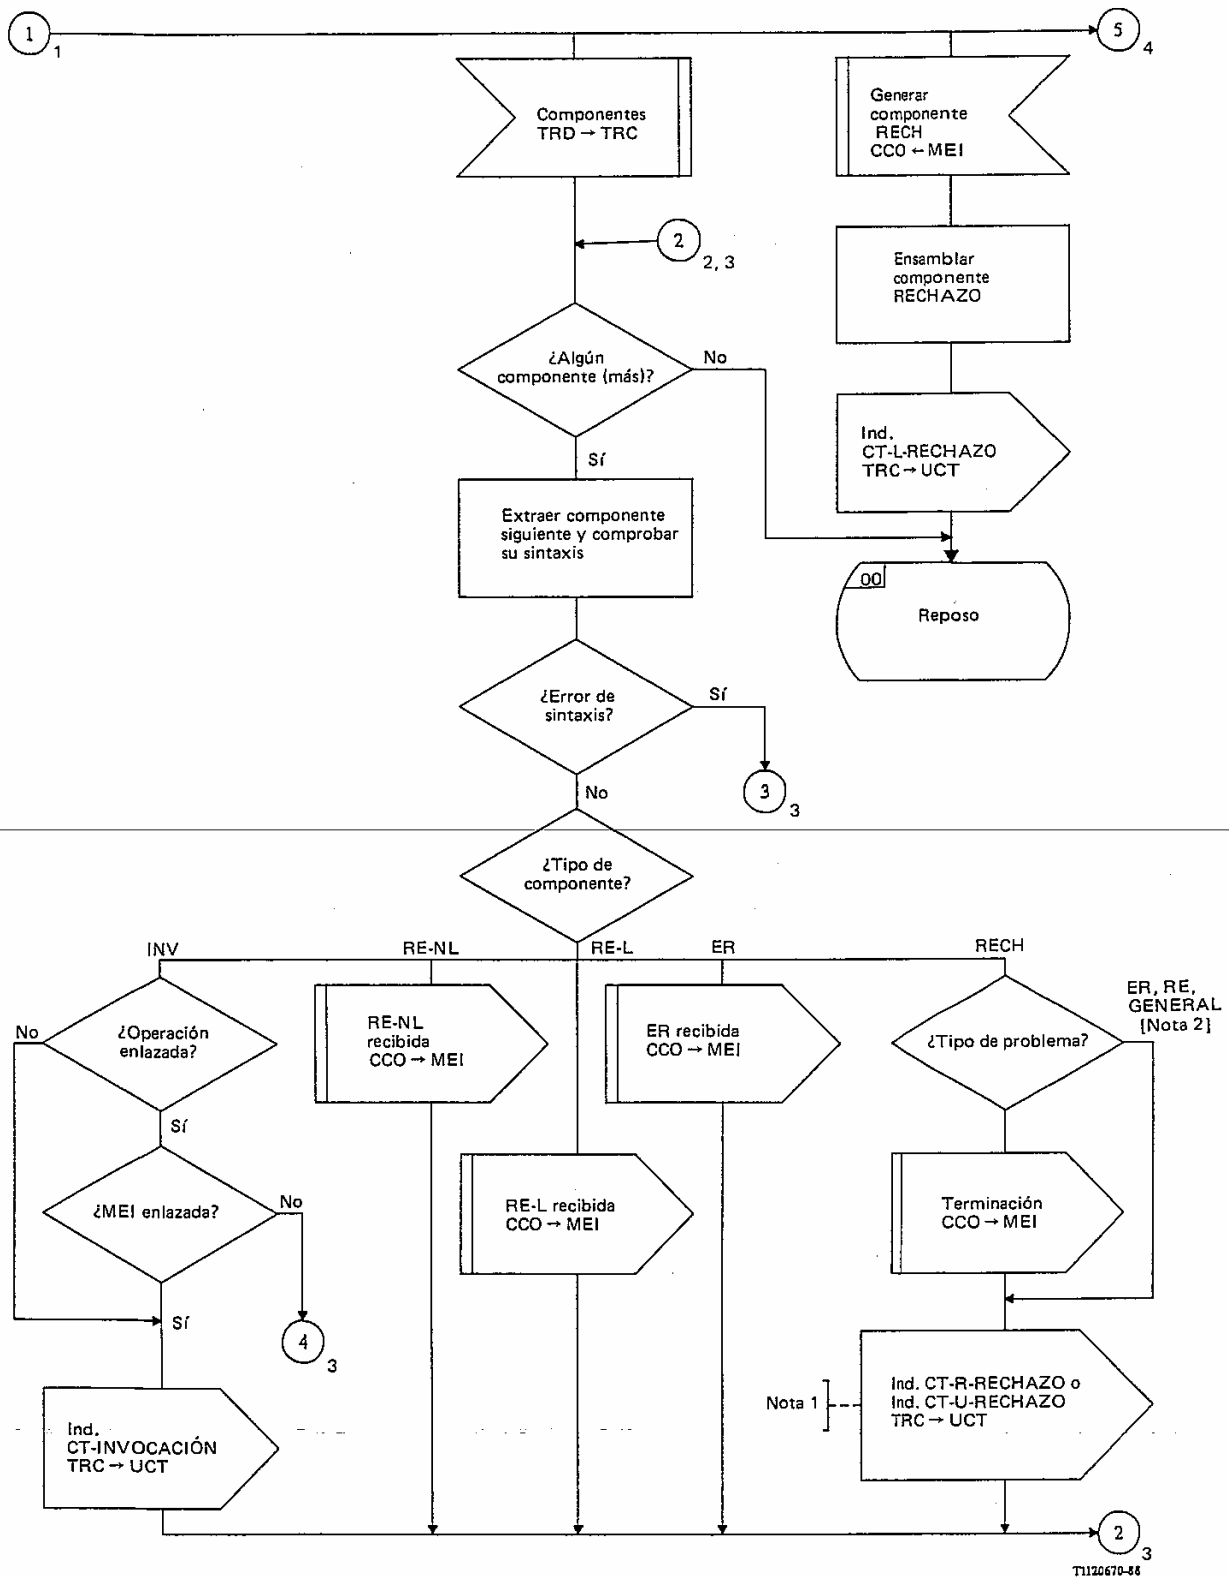 1
1
5
4
Componentes
TRD → TRC
Generar
componente
RECH
CCO ← MEI
2
2, 3
Ensamblar
componente
RECHAZO
¿Algún
componente (más)?
No
Sí
Ind.
CT-L-RECHAZO
TRC → UCT
Extraer componente
siguiente y comprobar
su sintaxis
00
Reposo
¿Error de
sintaxis?
Sí
No
3
3
¿Tipo de
componente?
INV
RE-NL
RE-L
ER
RECH
¿Operación
enlazada?
No
Sí
RE-NL
recibida
CCO → MEI
ER recibida
CCO → MEI
¿Tipo de problema?
ER, RE,
GENERAL
[Nota 2]
¿MEI enlazada?
No
Sí
4
3
RE-L recibida
CCO → MEI
Terminación
CCO → MEI
Ind.
CT-INVOCACIÓN
TRC → UCT
Nota 1
Ind. CT-R-RECHAZO o
Ind. CT-U-RECHAZO
TRC → UCT
2
3
T1120670-88